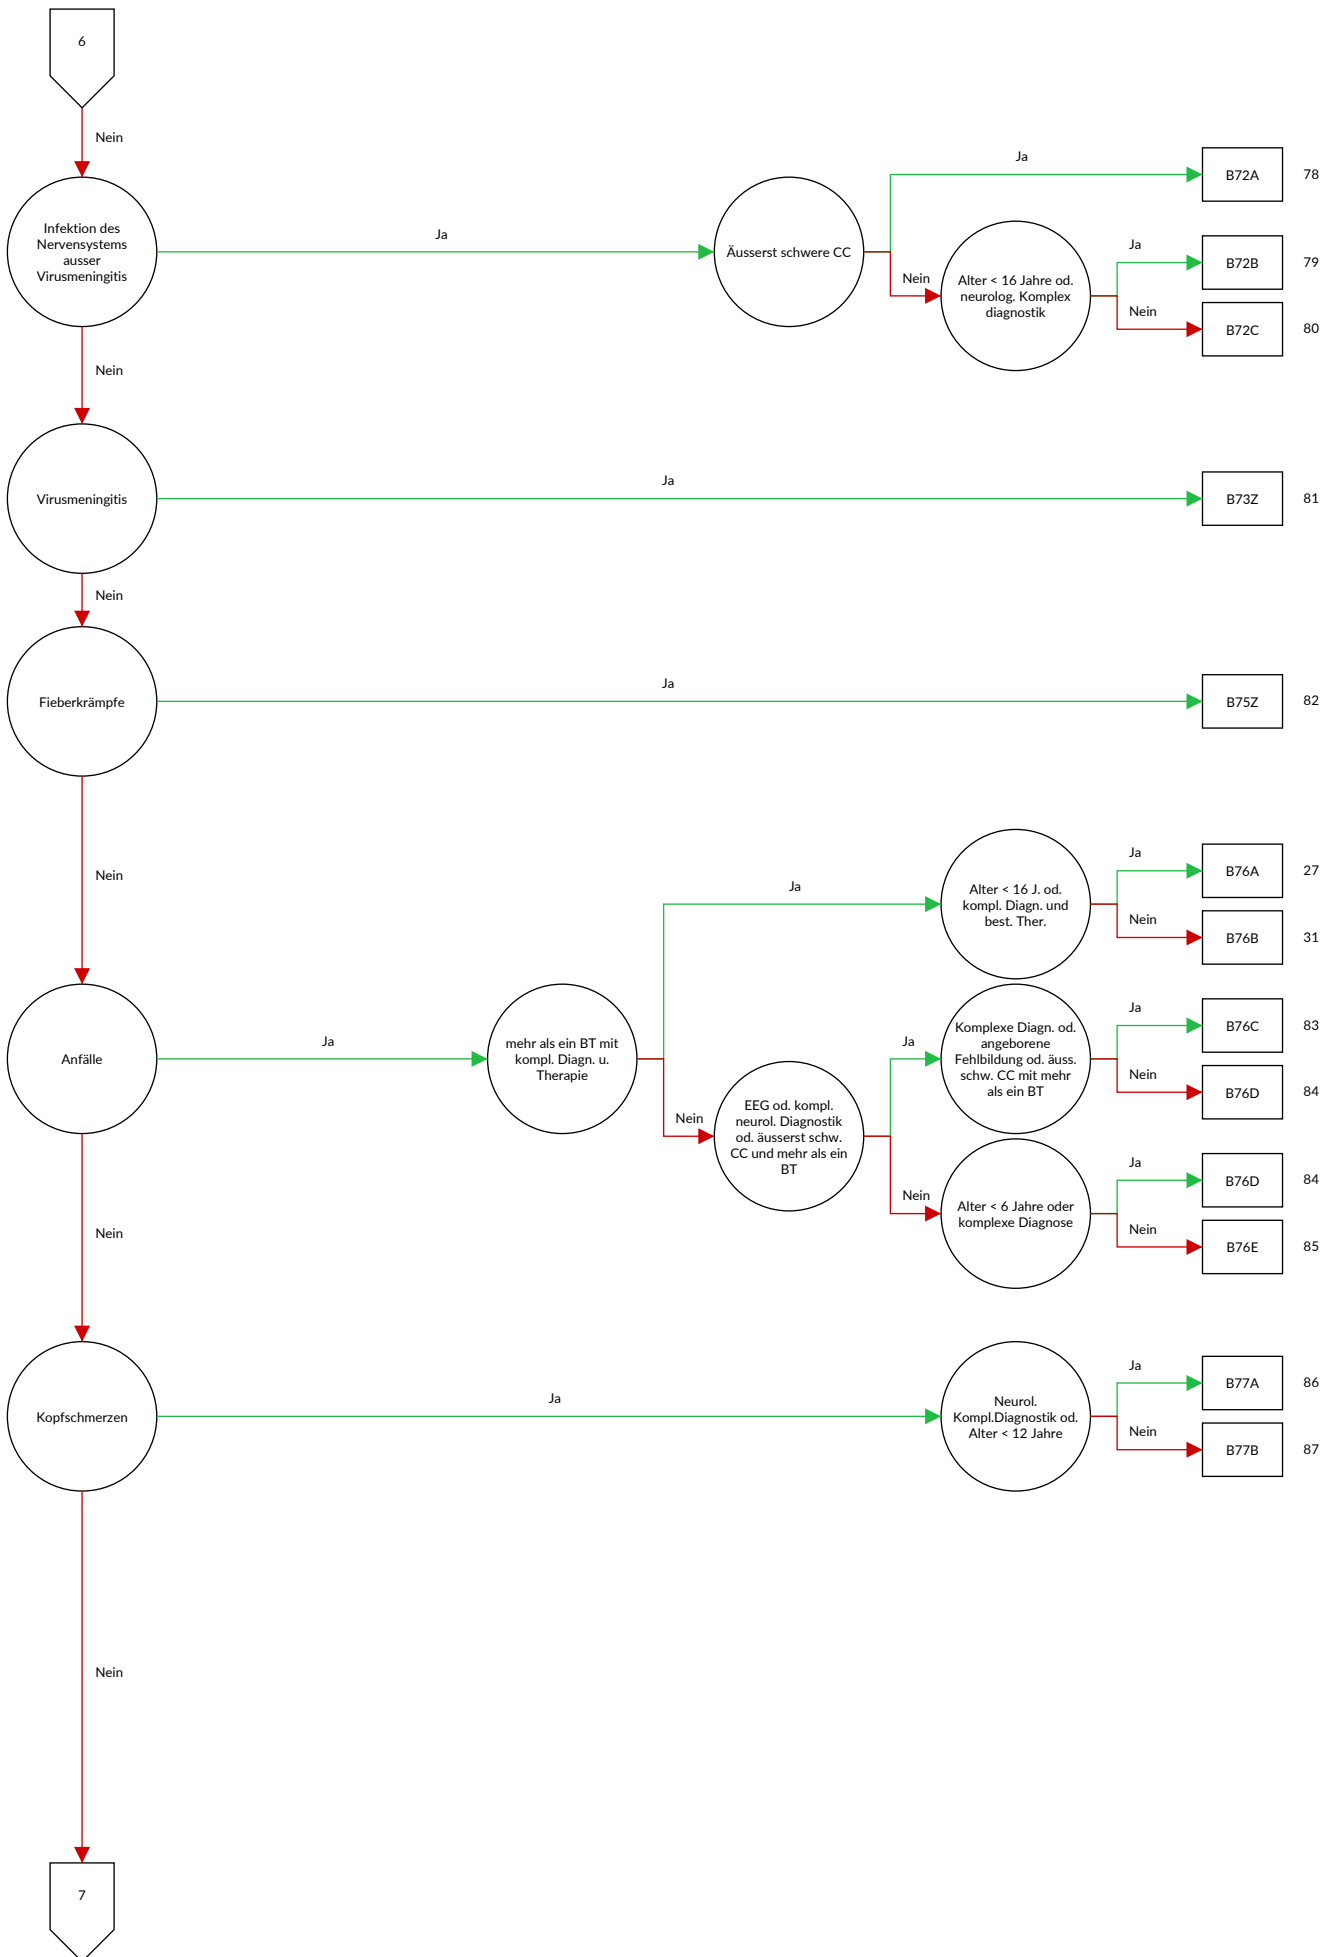 6
Nein
Infektion des
Nervensystems
ausser
Virusmeningitis
Ja
Äusserst schwere CC
Ja
B72A
78
Nein
Alter < 16 Jahre od.
neurolog. Komplex
diagnostik
Ja
B72B
79
Nein
B72C
80
Nein
Virusmeningitis
Ja
B73Z
81
Nein
Fieberkrämpfe
Ja
B75Z
82
Nein
Anfälle
Ja
mehr als ein BT mit
kompl. Diagn. u.
Therapie
Ja
Alter < 16 J. od.
kompl. Diagn. und
best. Ther.
Ja
B76A
27
Nein
B76B
31
Nein
EEG od. kompl.
neurol. Diagnostik
od. äusserst schw.
CC und mehr als ein
BT
Ja
Komplexe Diagn. od.
angeborene
Fehlbildung od. äuss.
schw. CC mit mehr
als ein BT
Ja
B76C
83
Nein
B76D
84
Nein
Alter < 6 Jahre oder
komplexe Diagnose
Ja
B76D
84
Nein
B76E
85
Nein
Kopfschmerzen
Ja
Neurol.
Kompl.Diagnostik od.
Alter < 12 Jahre
Ja
B77A
86
Nein
B77B
87
Nein
7